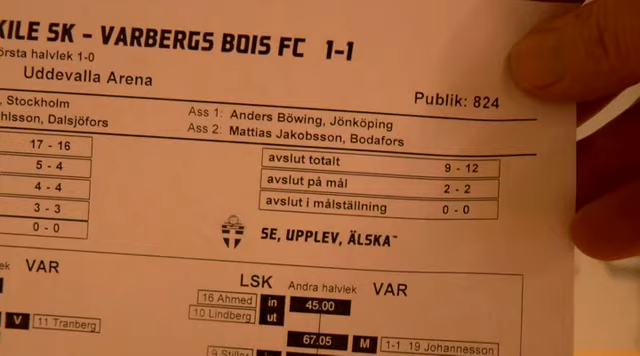 KILE SK - VARBERGS BOIS FC 1-1
örsta halvlek 1-0
Uddevalla Arena
Publik: 824
, Stockholm
hlsson, Dalsjöfors
Ass 1: Anders Böwing, Jönköping
Ass 2: Mattias Jakobsson, Bodafors
17 - 16
5 - 4
4 - 4
3 - 3
0 - 0
avslut totalt 9 - 12
avslut på mål 2 - 2
avslut i målställning 0 - 0
SE, UPPLEV, ÄLSKA™
ek VAR
LSK Andra halvlek VAR
16 Ahmed in 45.00
10 Lindberg ut
V 11 Tranberg
67.05 M 1-1 19 Johannesson